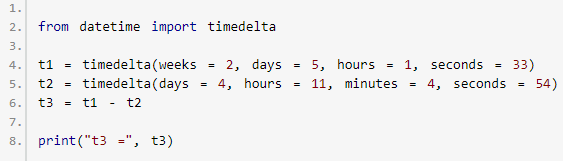 1.
2. from datetime import timedelta
3.
4. t1 = timedelta(weeks = 2, days = 5, hours = 1, seconds = 33)
5. t2 = timedelta(days = 4, hours = 11, minutes = 4, seconds = 54)
6. t3 = t1 - t2
7.
8. print("t3 =", t3)